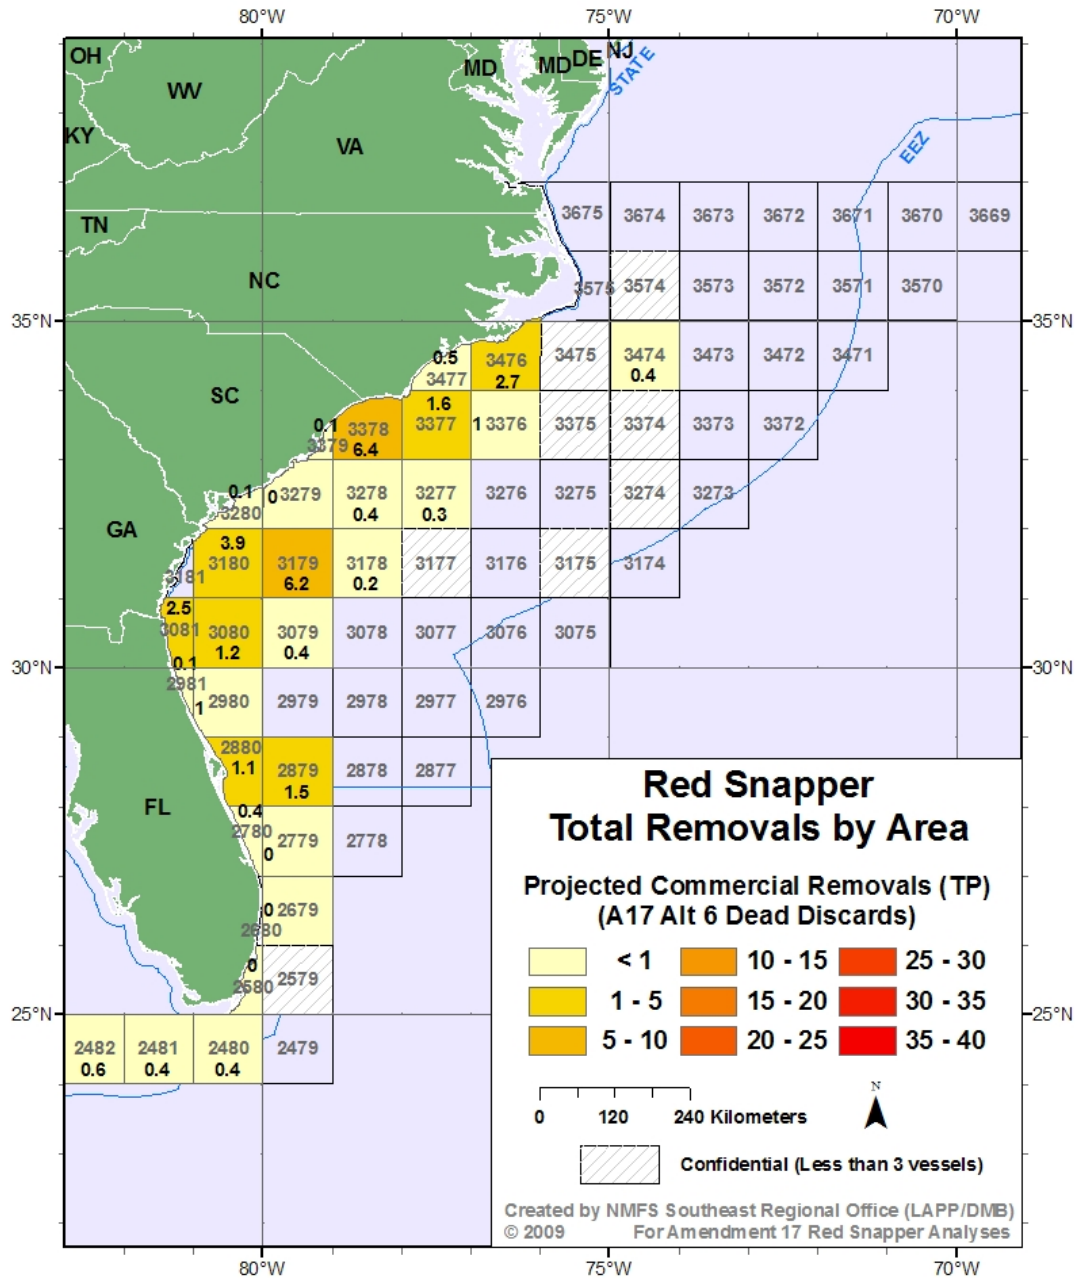 80°W 75°W 70°W
OH WV MD MD DE NJ
STATE
KY VA EEZ
TN 3675 3674 3673 3672 3671 3670 3669
NC 3575 3574 3573 3572 3571 3570
35°N 35°N
0.5 3476 3475 3474 3473 3472 3471
3477 2.7 0.4
SC 1.6
0.1 3378 3377 1 3376 3375 3374 3373 3372
3379 6.4
0.1 0 3279 3278 3277 3276 3275 3274 3273
3280 0.4 0.3
GA 3.9
3181 3180 3179 3178 3177 3176 3175 3174
6.2 0.2
2.5
3081 3080 3079 3078 3077 3076 3075
1.2 0.4
30°N 0.1 30°N
2981 1 2980 2979 2978 2977 2976
2880
1.1 2879 2878 2877
1.5
FL 0.4
2780 2779 2778
0
0 2679
2680
0 2579
2580
25°N 25°N
2482 2481 2480 2479
0.6 0.4 0.4
Red Snapper
Total Removals by Area
Projected Commercial Removals (TP)
(A17 Alt 6 Dead Discards)
< 1 10 - 15 25 - 30
1 - 5 15 - 20 30 - 35
5 - 10 20 - 25 35 - 40
N
0 120 240 Kilometers
Confidential (Less than 3 vessels)
Created by NMFS Southeast Regional Office (LAPP/DMB)
© 2009 For Amendment 17 Red Snapper Analyses
80°W 75°W 70°W